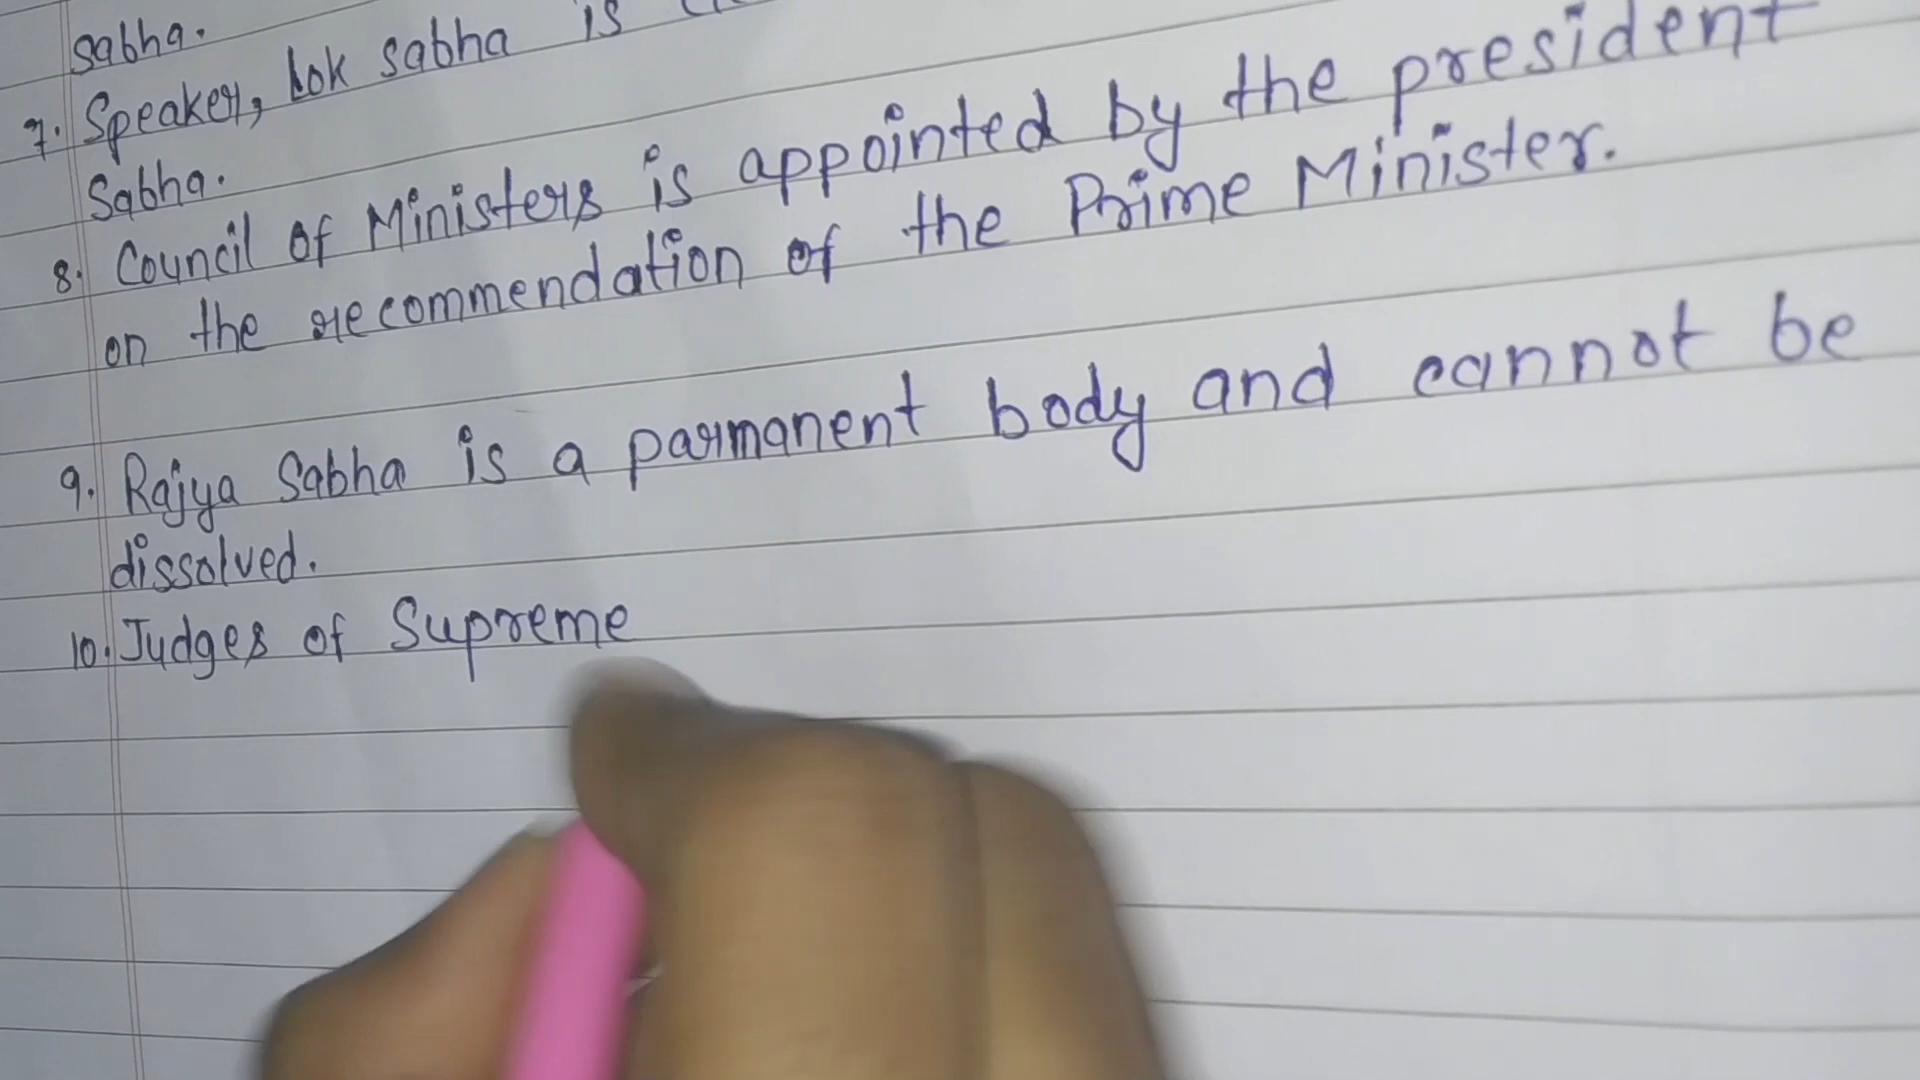 sabha.
7. Speaker, Lok sabha is
Sabha.
8. Council of Ministers is appointed by the president
on the recommendation of the Prime Minister.
9. Rajya Sabha is a parmanent body and cannot be
dissolved.
10. Judges of Supreme